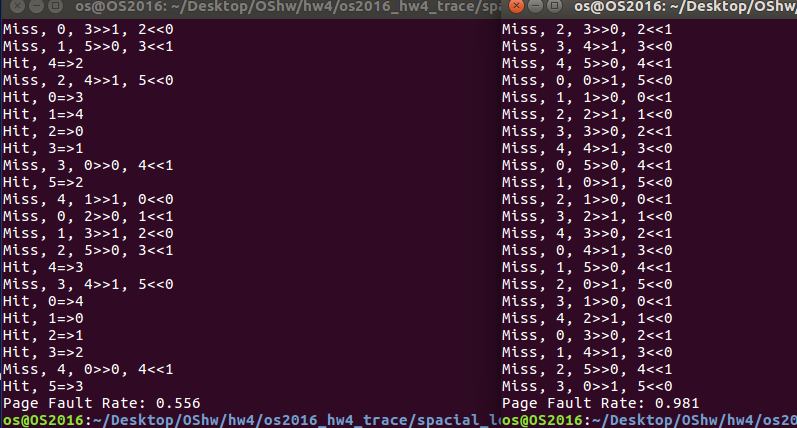 os@OS2016: ~/Desktop/OShw/hw4/os2016_hw4_trace/spac
Miss, 0, 3>>1, 2<<0
Miss, 1, 5>>0, 3<<1
Hit, 4=>2
Miss, 2, 4>>1, 5<<0
Hit, 0=>3
Hit, 1=>4
Hit, 2=>0
Hit, 3=>1
Miss, 3, 0>>0, 4<<1
Hit, 5=>2
Miss, 4, 1>>1, 0<<0
Miss, 0, 2>>0, 1<<1
Miss, 1, 3>>1, 2<<0
Miss, 2, 5>>0, 3<<1
Hit, 4=>3
Miss, 3, 4>>1, 5<<0
Hit, 0=>4
Hit, 1=>0
Hit, 2=>1
Hit, 3=>2
Miss, 4, 0>>0, 4<<1
Hit, 5=>3
Page Fault Rate: 0.556
os@OS2016:~/Desktop/OShw/hw4/os2016_hw4_trace/spacial_l
os@OS2016: ~/Desktop/OShw/
Miss, 2, 3>>0, 2<<1
Miss, 3, 4>>1, 3<<0
Miss, 4, 5>>0, 4<<1
Miss, 0, 0>>1, 5<<0
Miss, 1, 1>>0, 0<<1
Miss, 2, 2>>1, 1<<0
Miss, 3, 3>>0, 2<<1
Miss, 4, 4>>1, 3<<0
Miss, 0, 5>>0, 4<<1
Miss, 1, 0>>1, 5<<0
Miss, 2, 1>>0, 0<<1
Miss, 3, 2>>1, 1<<0
Miss, 4, 3>>0, 2<<1
Miss, 0, 4>>1, 3<<0
Miss, 1, 5>>0, 4<<1
Miss, 2, 0>>1, 5<<0
Miss, 3, 1>>0, 0<<1
Miss, 4, 2>>1, 1<<0
Miss, 0, 3>>0, 2<<1
Miss, 1, 4>>1, 3<<0
Miss, 2, 5>>0, 4<<1
Miss, 3, 0>>1, 5<<0
Page Fault Rate: 0.981
os@OS2016:~/Desktop/OShw/hw4/os20